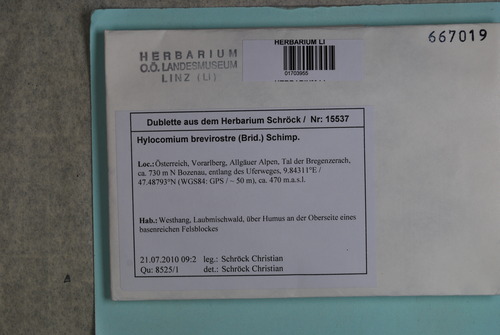 HERBARIUM
O.Ö. LANDESMUSEUM
LINZ (LI)
HERBARIUM LI
01703955
667019
Dublette aus dem Herbarium Schröck / Nr: 15537
Hylocomium brevirostre (Brid.) Schimp.
Loc.:Österreich, Vorarlberg, Allgäuer Alpen, Tal der Bregenzerach,
ca. 730 m N Bozenau, entlang des Uferweges, 9.84311°E /
47.48793°N (WGS84: GPS / ~ 50 m), ca. 470 m.a.s.l.
Hab.:Westhang, Laubmischwald, über Humus an der Oberseite eines
basenreichen Felsblockes
21.07.2010 09:2 leg.: Schröck Christian
Qu: 8525/1 det.: Schröck Christian